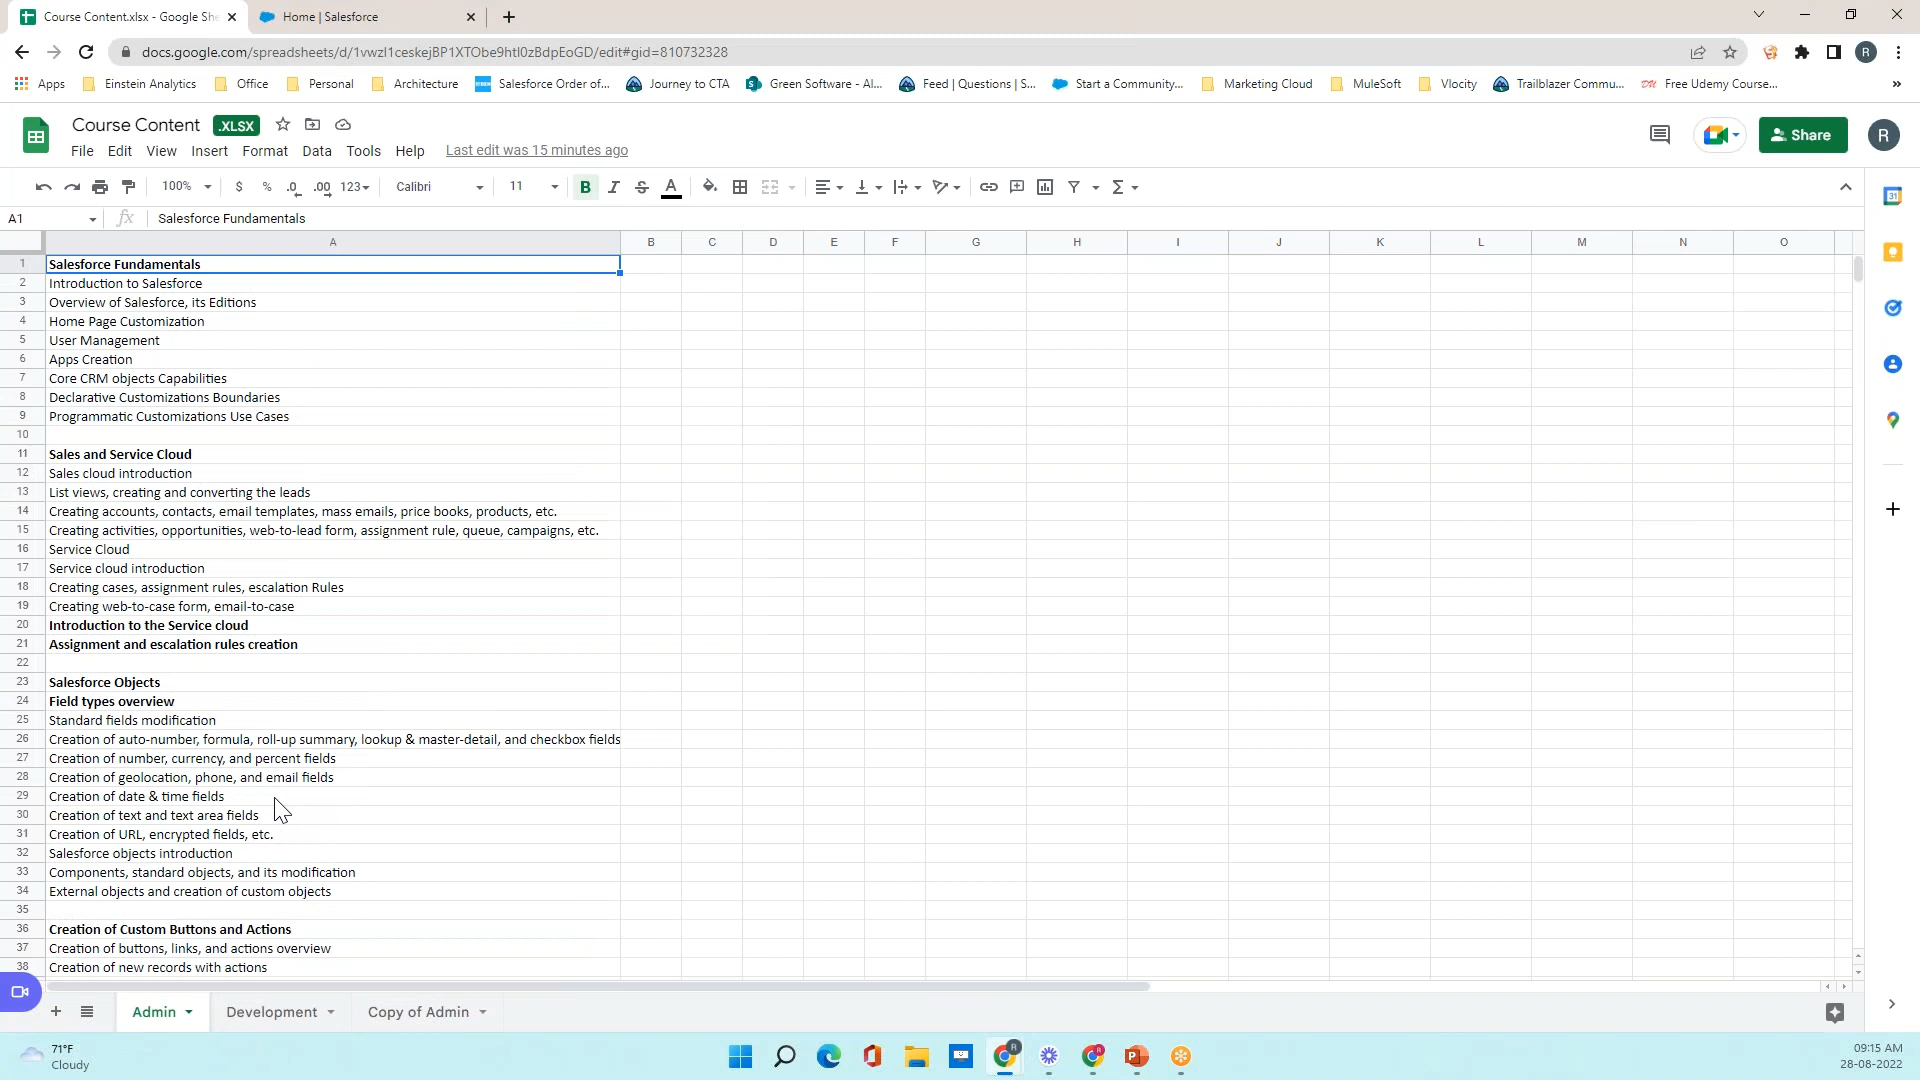 Course Content.xlsx - Google She
Home | Salesforce
docs.google.com/spreadsheets/d/1vwzI1ceskejBP1XTObe9htI0zBdpEoGD/edit#gid=810732328
R
Apps
Einstein Analytics
Office
Personal
Architecture
Salesforce Order of...
Journey to CTA
Green Software - Al...
Feed | Questions | S...
Start a Community...
Marketing Cloud
MuleSoft
Vlocity
Trailblazer Commu...
Free Udemy Course...
Course Content .XLSX
Share
R
File Edit View Insert Format Data Tools Help Last edit was 15 minutes ago
100% $ % .0 .00 123 Calibri 11 B I S A
31
A1 fx Salesforce Fundamentals
A B C D E F G H I J K L M N O
1 Salesforce Fundamentals
2 Introduction to Salesforce
3 Overview of Salesforce, its Editions
4 Home Page Customization
5 User Management
6 Apps Creation
7 Core CRM objects Capabilities
8 Declarative Customizations Boundaries
9 Programmatic Customizations Use Cases
10
11 Sales and Service Cloud
12 Sales cloud introduction
13 List views, creating and converting the leads
14 Creating accounts, contacts, email templates, mass emails, price books, products, etc.
15 Creating activities, opportunities, web-to-lead form, assignment rule, queue, campaigns, etc.
16 Service Cloud
17 Service cloud introduction
18 Creating cases, assignment rules, escalation Rules
19 Creating web-to-case form, email-to-case
20 Introduction to the Service cloud
21 Assignment and escalation rules creation
22
23 Salesforce Objects
24 Field types overview
25 Standard fields modification
26 Creation of auto-number, formula, roll-up summary, lookup & master-detail, and checkbox fields
27 Creation of number, currency, and percent fields
28 Creation of geolocation, phone, and email fields
29 Creation of date & time fields
30 Creation of text and text area fields
31 Creation of URL, encrypted fields, etc.
32 Salesforce objects introduction
33 Components, standard objects, and its modification
34 External objects and creation of custom objects
35
36 Creation of Custom Buttons and Actions
37 Creation of buttons, links, and actions overview
38 Creation of new records with actions
Admin Development Copy of Admin
71°F
Cloudy
09:15 AM
28-08-2022